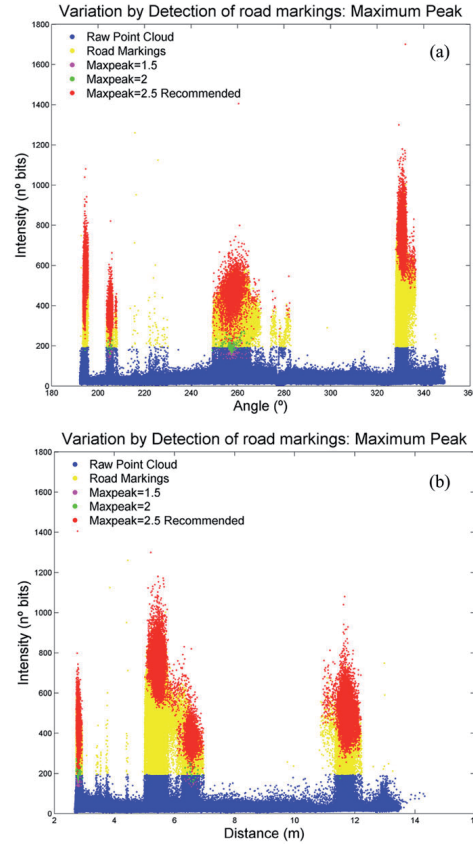 Variation by Detection of road markings: Maximum Peak
1800
1600
1400
1200
1000
800
600
400
200
0
Intensity (nº bits)
Raw Point Cloud
Road Markings
Maxpeak=1.5
Maxpeak=2
Maxpeak=2.5 Recommended
(a)
180 200 220 240 260 280 300 320 340 360
Angle (º)
Variation by Detection of road markings: Maximum Peak
1800
1600
1400
1200
1000
800
600
400
200
0
Intensity (nº bits)
Raw Point Cloud
Road Markings
Maxpeak=1.5
Maxpeak=2
Maxpeak=2.5 Recommended
(b)
2 4 6 8 10 12 14 16
Distance (m)